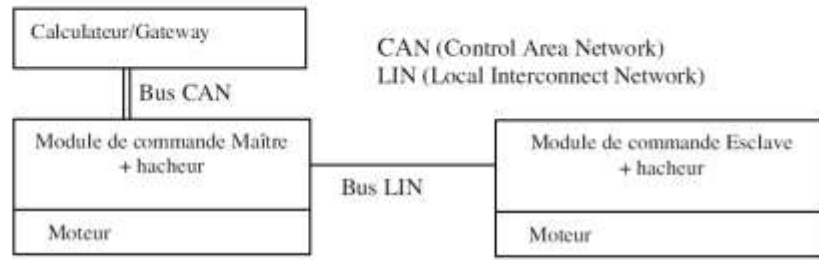 Calculateur/Gateway
CAN (Control Area Network)
LIN (Local Interconnect Network)
Bus CAN
Module de commande Maître
+ hacheur
Bus LIN
Module de commande Esclave
+ hacheur
Moteur
Moteur